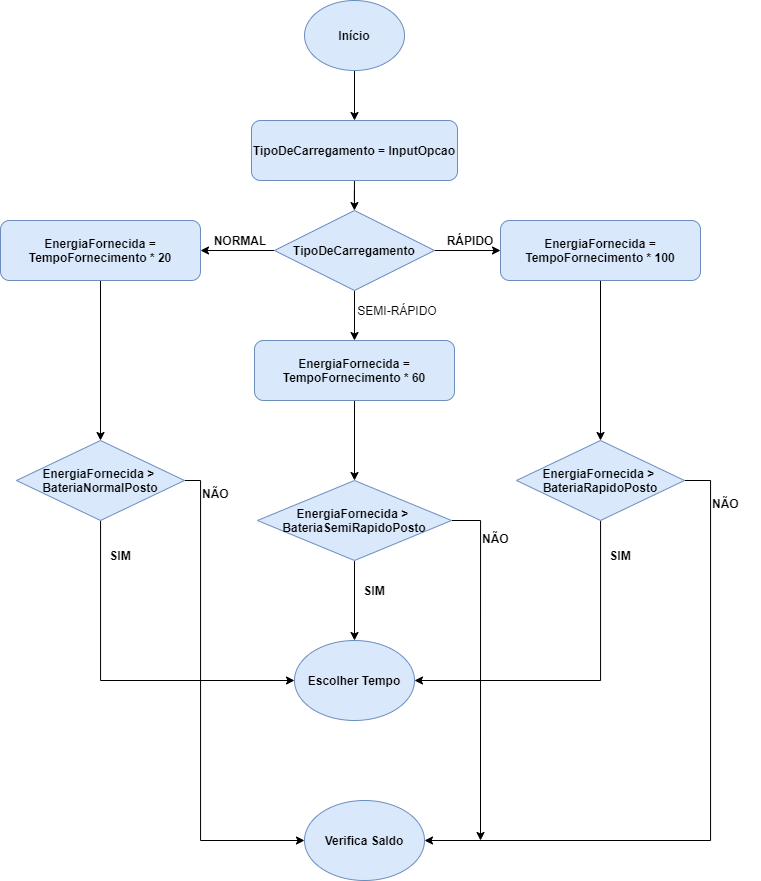 Início
TipoDeCarregamento = InputOpcao
EnergiaFornecida =
TempoFornecimento * 20
NORMAL
TipoDeCarregamento
RÁPIDO
EnergiaFornecida =
TempoFornecimento * 100
SEMI-RÁPIDO
EnergiaFornecida =
TempoFornecimento * 60
EnergiaFornecida >
BateriaNormalPosto
NÃO
SIM
EnergiaFornecida >
BateriaSemiRapidoPosto
NÃO
SIM
EnergiaFornecida >
BateriaRapidoPosto
NÃO
SIM
Escolher Tempo
Verifica Saldo